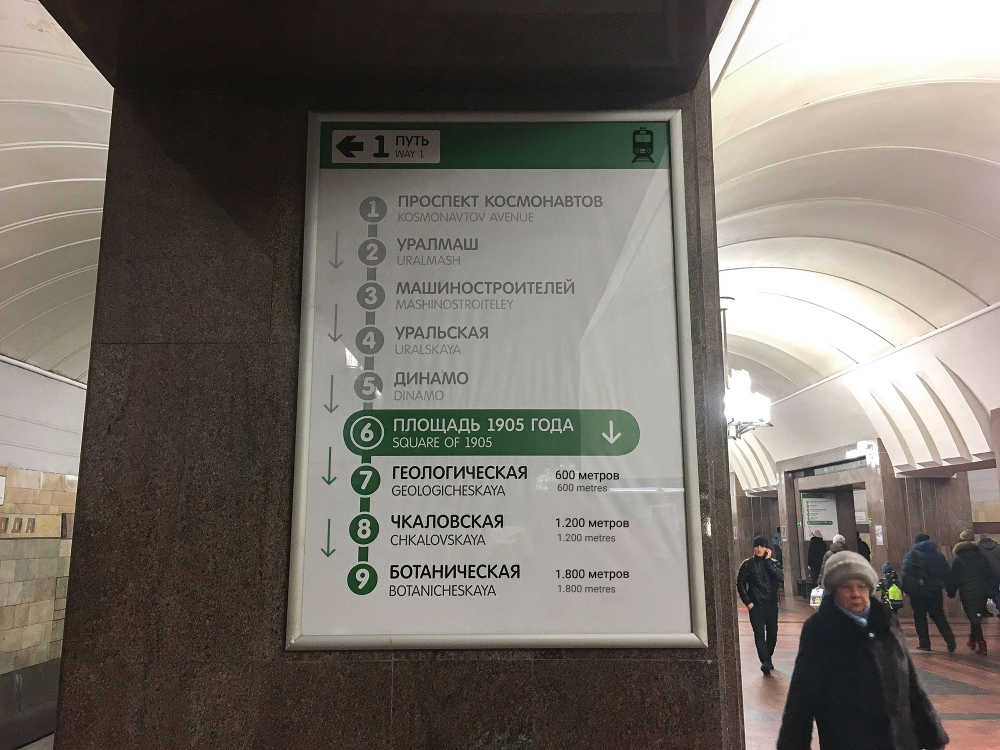 ← 1 ПУТЬ
WAY 1
1 ПРОСПЕКТ КОСМОНАВТОВ
KOSMONAVTOV AVENUE
2 УРАЛМАШ
URALMASH
3 МАШИНОСТРОИТЕЛЕЙ
MASHINOSTROITELEY
4 УРАЛЬСКАЯ
URALSKAYA
5 ДИНАМО
DINAMO
6 ПЛОЩАДЬ 1905 ГОДА
SQUARE OF 1905
7 ГЕОЛОГИЧЕСКАЯ 600 метров
GEOLOGICHESKAYA 600 metres
8 ЧКАЛОВСКАЯ 1.200 метров
CHKALOVSKAYA 1.200 metres
9 БОТАНИЧЕСКАЯ 1.800 метров
BOTANICHESKAYA 1.800 metres